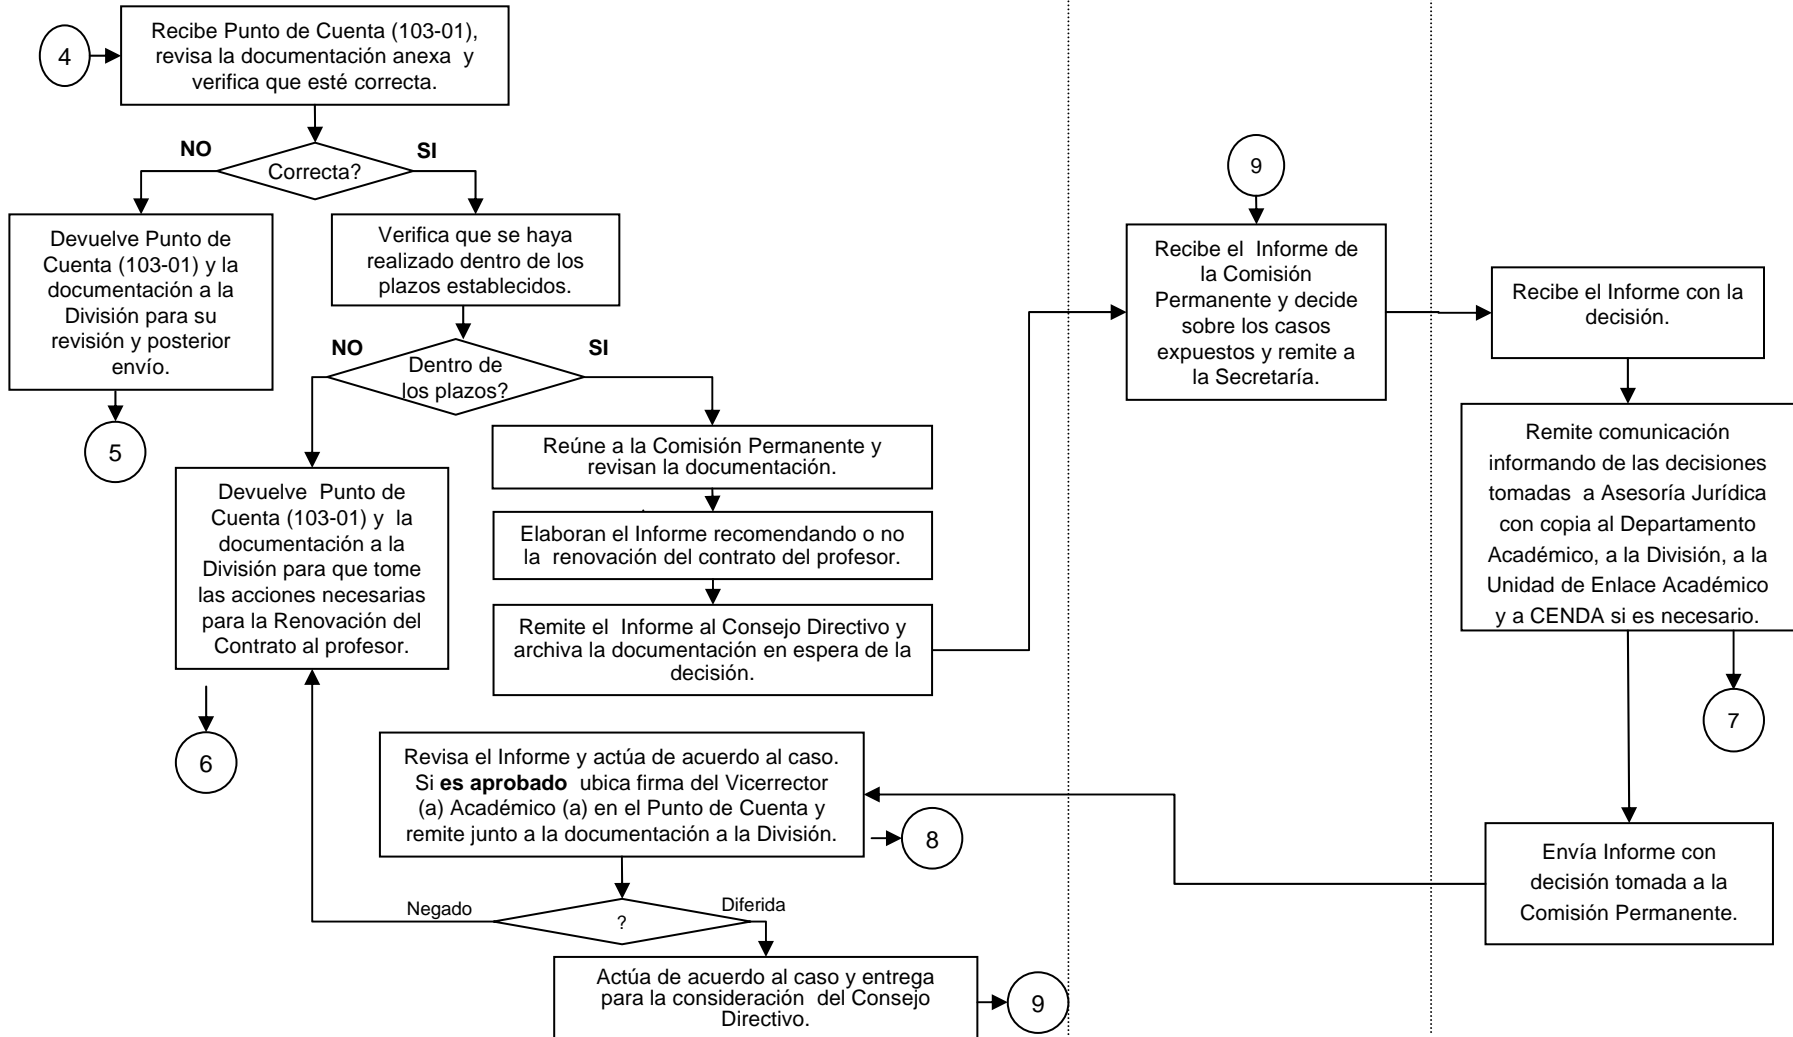 4
Recibe Punto de Cuenta (103-01),
revisa la documentación anexa y
verifica que esté correcta.
NO
SI
Correcta?
Devuelve Punto de
Cuenta (103-01) y la
documentación a la
División para su
revisión y posterior
envío.
5
Verifica que se haya
realizado dentro de los
plazos establecidos.
NO
SI
Dentro de
los plazos?
Devuelve Punto de
Cuenta (103-01) y la
documentación a la
División para que tome
las acciones necesarias
para la Renovación del
Contrato al profesor.
6
Reúne a la Comisión Permanente y
revisan la documentación.
Elaboran el Informe recomendando o no
la renovación del contrato del profesor.
Remite el Informe al Consejo Directivo y
archiva la documentación en espera de la
decisión.
9
Recibe el Informe de
la Comisión
Permanente y decide
sobre los casos
expuestos y remite a
la Secretaría.
Recibe el Informe con la
decisión.
Remite comunicación
informando de las decisiones
tomadas a Asesoría Jurídica
con copia al Departamento
Académico, a la División, a la
Unidad de Enlace Académico
y a CENDA si es necesario.
7
Envía Informe con
decisión tomada a la
Comisión Permanente.
Revisa el Informe y actúa de acuerdo al caso.
Si es aprobado ubica firma del Vicerrector
(a) Académico (a) en el Punto de Cuenta y
remite junto a la documentación a la División.
8
Negado
?
Diferida
Actúa de acuerdo al caso y entrega
para la consideración del Consejo
Directivo.
9